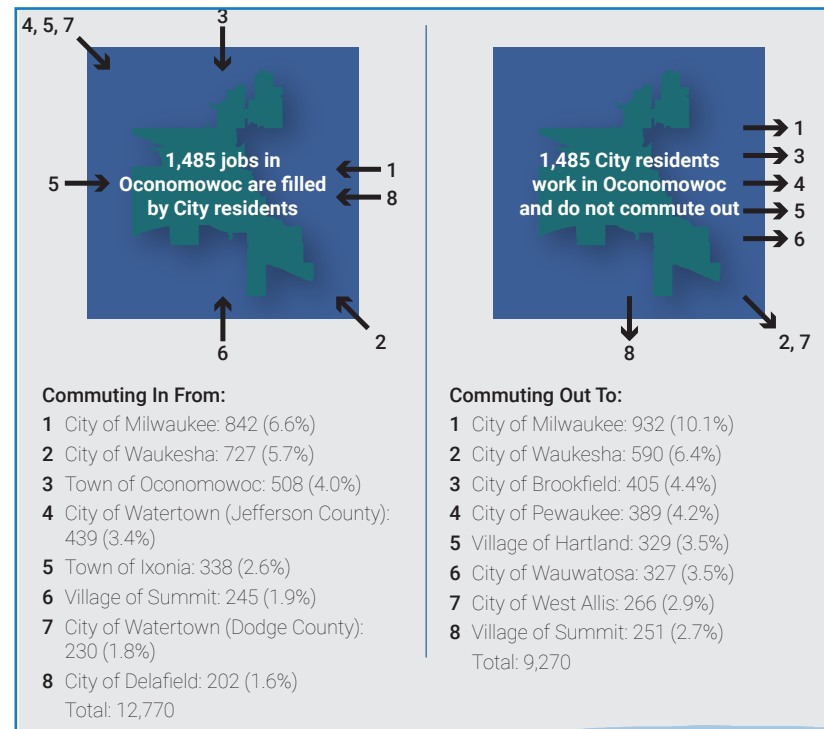 4, 5, 7
3
1,485 jobs in
Oconomowoc are filled
by City residents
5
1
8
6
2
Commuting In From:
1 City of Milwaukee: 842 (6.6%)
2 City of Waukesha: 727 (5.7%)
3 Town of Oconomowoc: 508 (4.0%)
4 City of Watertown (Jefferson County):
439 (3.4%)
5 Town of Ixonia: 338 (2.6%)
6 Village of Summit: 245 (1.9%)
7 City of Watertown (Dodge County):
230 (1.8%)
8 City of Delafield: 202 (1.6%)
Total: 12,770
1,485 City residents
work in Oconomowoc
and do not commute out
1
3
4
5
6
8
2, 7
Commuting Out To:
1 City of Milwaukee: 932 (10.1%)
2 City of Waukesha: 590 (6.4%)
3 City of Brookfield: 405 (4.4%)
4 City of Pewaukee: 389 (4.2%)
5 Village of Hartland: 329 (3.5%)
6 City of Wauwatosa: 327 (3.5%)
7 City of West Allis: 266 (2.9%)
8 Village of Summit: 251 (2.7%)
Total: 9,270